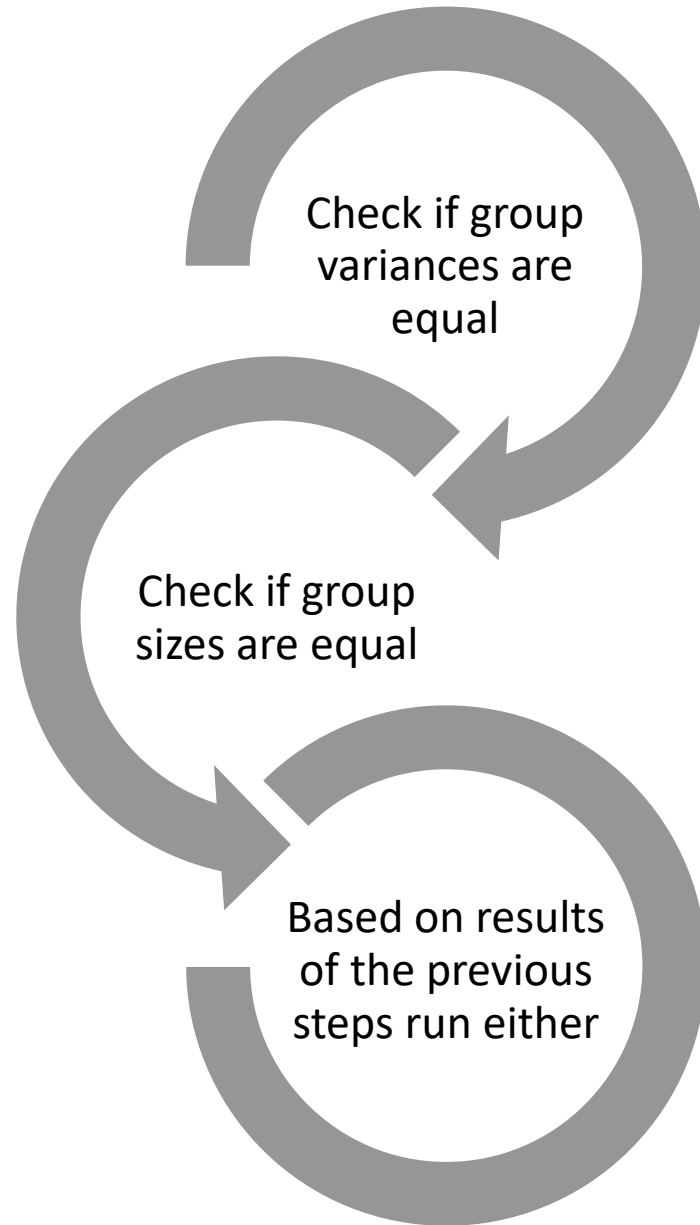 Check if group
variances are
equal
Check if group
sizes are equal
Based on results
of the previous
steps run either